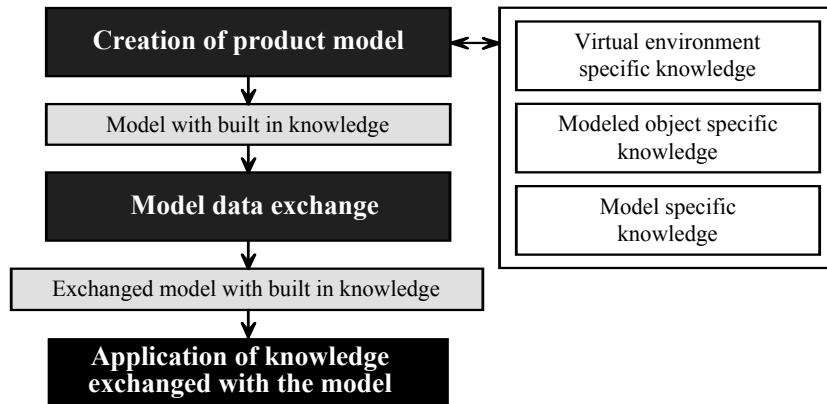 Creation of product model
Model with built in knowledge
Model data exchange
Exchanged model with built in knowledge
Application of knowledge
exchanged with the model
Virtual environment
specific knowledge
Modeled object specific
knowledge
Model specific
knowledge